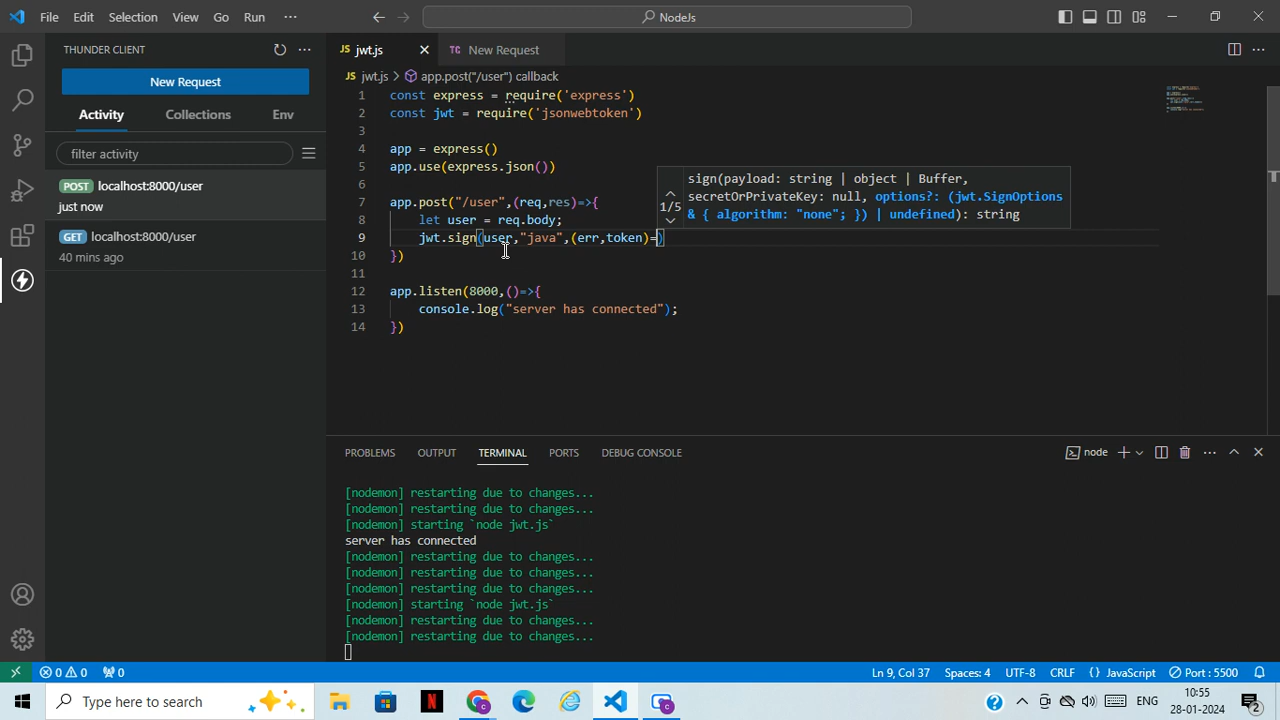 File Edit Selection View Go Run ··· NodeJs
THUNDER CLIENT ···
New Request
Activity Collections Env
filter activity
POST localhost:8000/user
just now
GET localhost:8000/user
40 mins ago
JS jwt.js TC New Request ···
JS jwt.js > app.post("/user") callback
1 const express = require('express')
2 const jwt = require('jsonwebtoken')
3
4 app = express()
5 app.use(express.json())
6
7 app.post("/user",(req,res)=>{
8 let user = req.body;
9 jwt.sign(user,"java",(err,token)=)
10 })
11
12 app.listen(8000,()=>{
13 console.log("server has connected");
14 })
sign(payload: string | object | Buffer,
1/5 secretOrPrivateKey: null, options?: (jwt.SignOptions
& { algorithm: "none"; }) | undefined): string
PROBLEMS OUTPUT TERMINAL PORTS DEBUG CONSOLE node ···
[nodemon] restarting due to changes...
[nodemon] restarting due to changes...
[nodemon] starting `node jwt.js`
server has connected
[nodemon] restarting due to changes...
[nodemon] restarting due to changes...
[nodemon] restarting due to changes...
[nodemon] starting `node jwt.js`
[nodemon] restarting due to changes...
[nodemon] restarting due to changes...
0 0 0 Ln 9, Col 37 Spaces: 4 UTF-8 CRLF {} JavaScript Port : 5500
Type here to search N C C ENG 10:55
28-01-2024 2